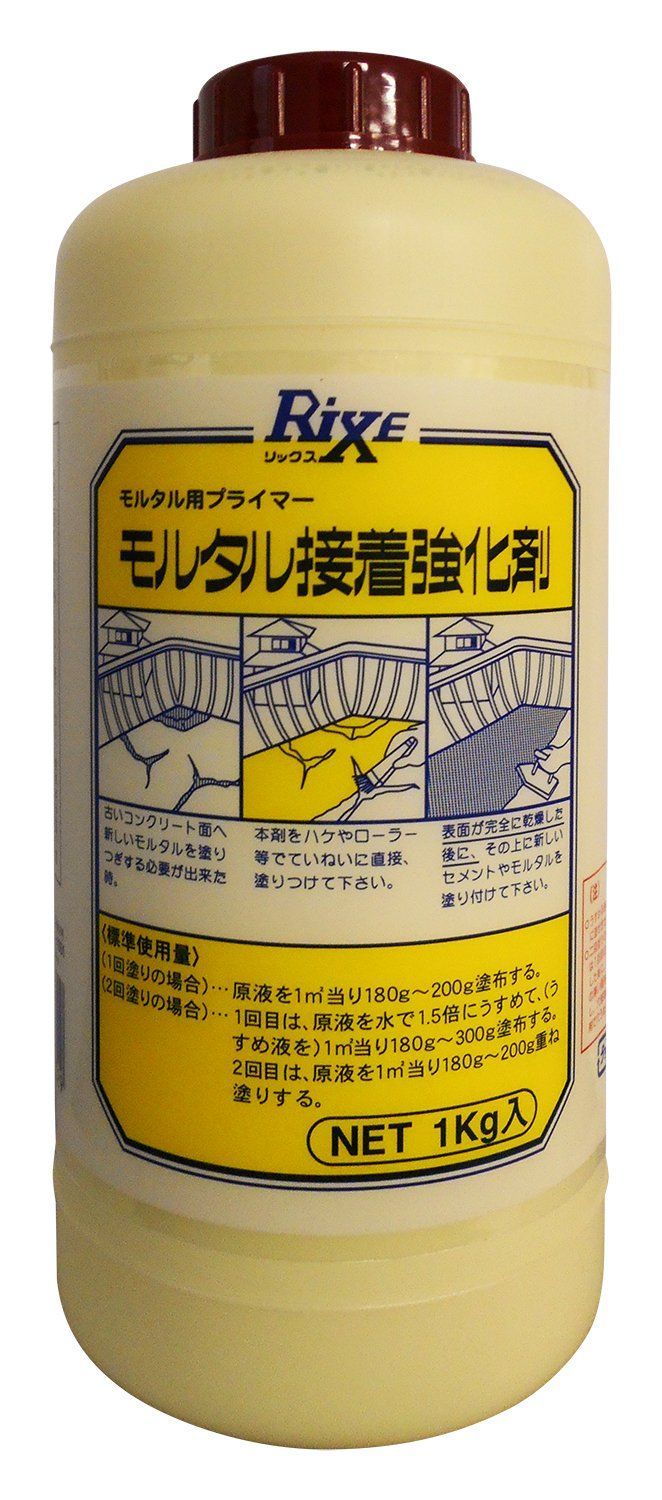 RIXE
リックス
モルタル用プライマー
モルタル接着強化剤
古いコンクリート面へ
新しいモルタルを塗り
つぎする必要が出来た
時。
本剤をハケやローラー
等でていねいに直接、
塗りつけて下さい。
表面が完全に乾燥した
後に、その上に新しい
セメントやモルタルを
塗り付けて下さい。
〈標準使用量〉
(1回塗りの場合)…原液を1㎡当り180g〜200g塗布する。
(2回塗りの場合)…1回目は、原液を水で1.5倍にうすめて、(う
すめ液を)1㎡当り180g〜300g塗布する。
2回目は、原液を1㎡当り180g〜200g重ね
塗りする。
NET 1Kg入
(注)